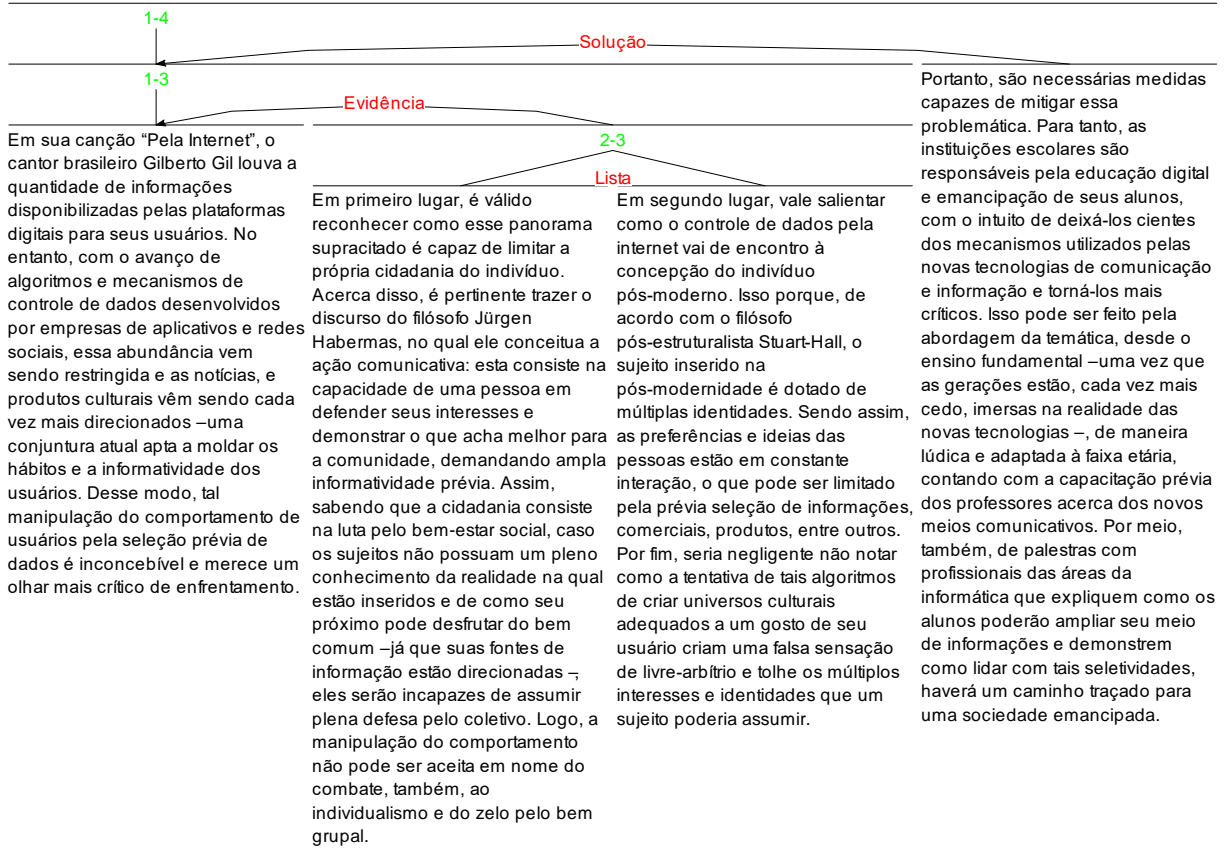 1-4
Solução
1-3
Evidência
2-3
Lista
Em sua canção “Pela Internet”, o
cantor brasileiro Gilberto Gil louva a
quantidade de informações
disponibilizadas pelas plataformas
digitais para seus usuários. No
entanto, com o avanço de
algoritmos e mecanismos de
controle de dados desenvolvidos
por empresas de aplicativos e redes
sociais, essa abundância vem
sendo restringida e as notícias, e
produtos culturais vêm sendo cada
vez mais direcionados –uma
conjuntura atual apta a moldar os
hábitos e a informatividade dos
usuários. Desse modo, tal
manipulação do comportamento de
usuários pela seleção prévia de
dados é inconcebível e merece um
olhar mais crítico de enfrentamento.
Em primeiro lugar, é válido
reconhecer como esse panorama
supracitado é capaz de limitar a
própria cidadania do indivíduo.
Acerca disso, é pertinente trazer o
discurso do filósofo Jürgen
Habermas, no qual ele conceitua a
ação comunicativa: esta consiste na
capacidade de uma pessoa em
defender seus interesses e
demonstrar o que acha melhor para
a comunidade, demandando ampla
informatividade prévia. Assim,
sabendo que a cidadania consiste
na luta pelo bem-estar social, caso
os sujeitos não possuam um pleno
conhecimento da realidade na qual
estão inseridos e de como seu
próximo pode desfrutar do bem
comum –já que suas fontes de
informação estão direcionadas –,
eles serão incapazes de assumir
plena defesa pelo coletivo. Logo, a
manipulação do comportamento
não pode ser aceita em nome do
combate, também, ao
individualismo e do zelo pelo bem
grupal.
Em segundo lugar, vale salientar
como o controle de dados pela
internet vai de encontro à
concepção do indivíduo
pós-moderno. Isso porque, de
acordo com o filósofo
pós-estruturalista Stuart-Hall, o
sujeito inserido na
pós-modernidade é dotado de
múltiplas identidades. Sendo assim,
as preferências e ideias das
pessoas estão em constante
interação, o que pode ser limitado
pela prévia seleção de informações,
comerciais, produtos, entre outros.
Por fim, seria negligente não notar
como a tentativa de tais algoritmos
de criar universos culturais
adequados a um gosto de seu
usuário criam uma falsa sensação
de livre-arbítrio e tolhe os múltiplos
interesses e identidades que um
sujeito poderia assumir.
Portanto, são necessárias medidas
capazes de mitigar essa
problemática. Para tanto, as
instituições escolares são
responsáveis pela educação digital
e emancipação de seus alunos,
com o intuito de deixá-los cientes
dos mecanismos utilizados pelas
novas tecnologias de comunicação
e informação e torná-los mais
críticos. Isso pode ser feito pela
abordagem da temática, desde o
ensino fundamental –uma vez que
as gerações estão, cada vez mais
cedo, imersas na realidade das
novas tecnologias –, de maneira
lúdica e adaptada à faixa etária,
contando com a capacitação prévia
dos professores acerca dos novos
meios comunicativos. Por meio,
também, de palestras com
profissionais das áreas da
informática que expliquem como os
alunos poderão ampliar seu meio
de informações e demonstrem
como lidar com tais seletividades,
haverá um caminho traçado para
uma sociedade emancipada.